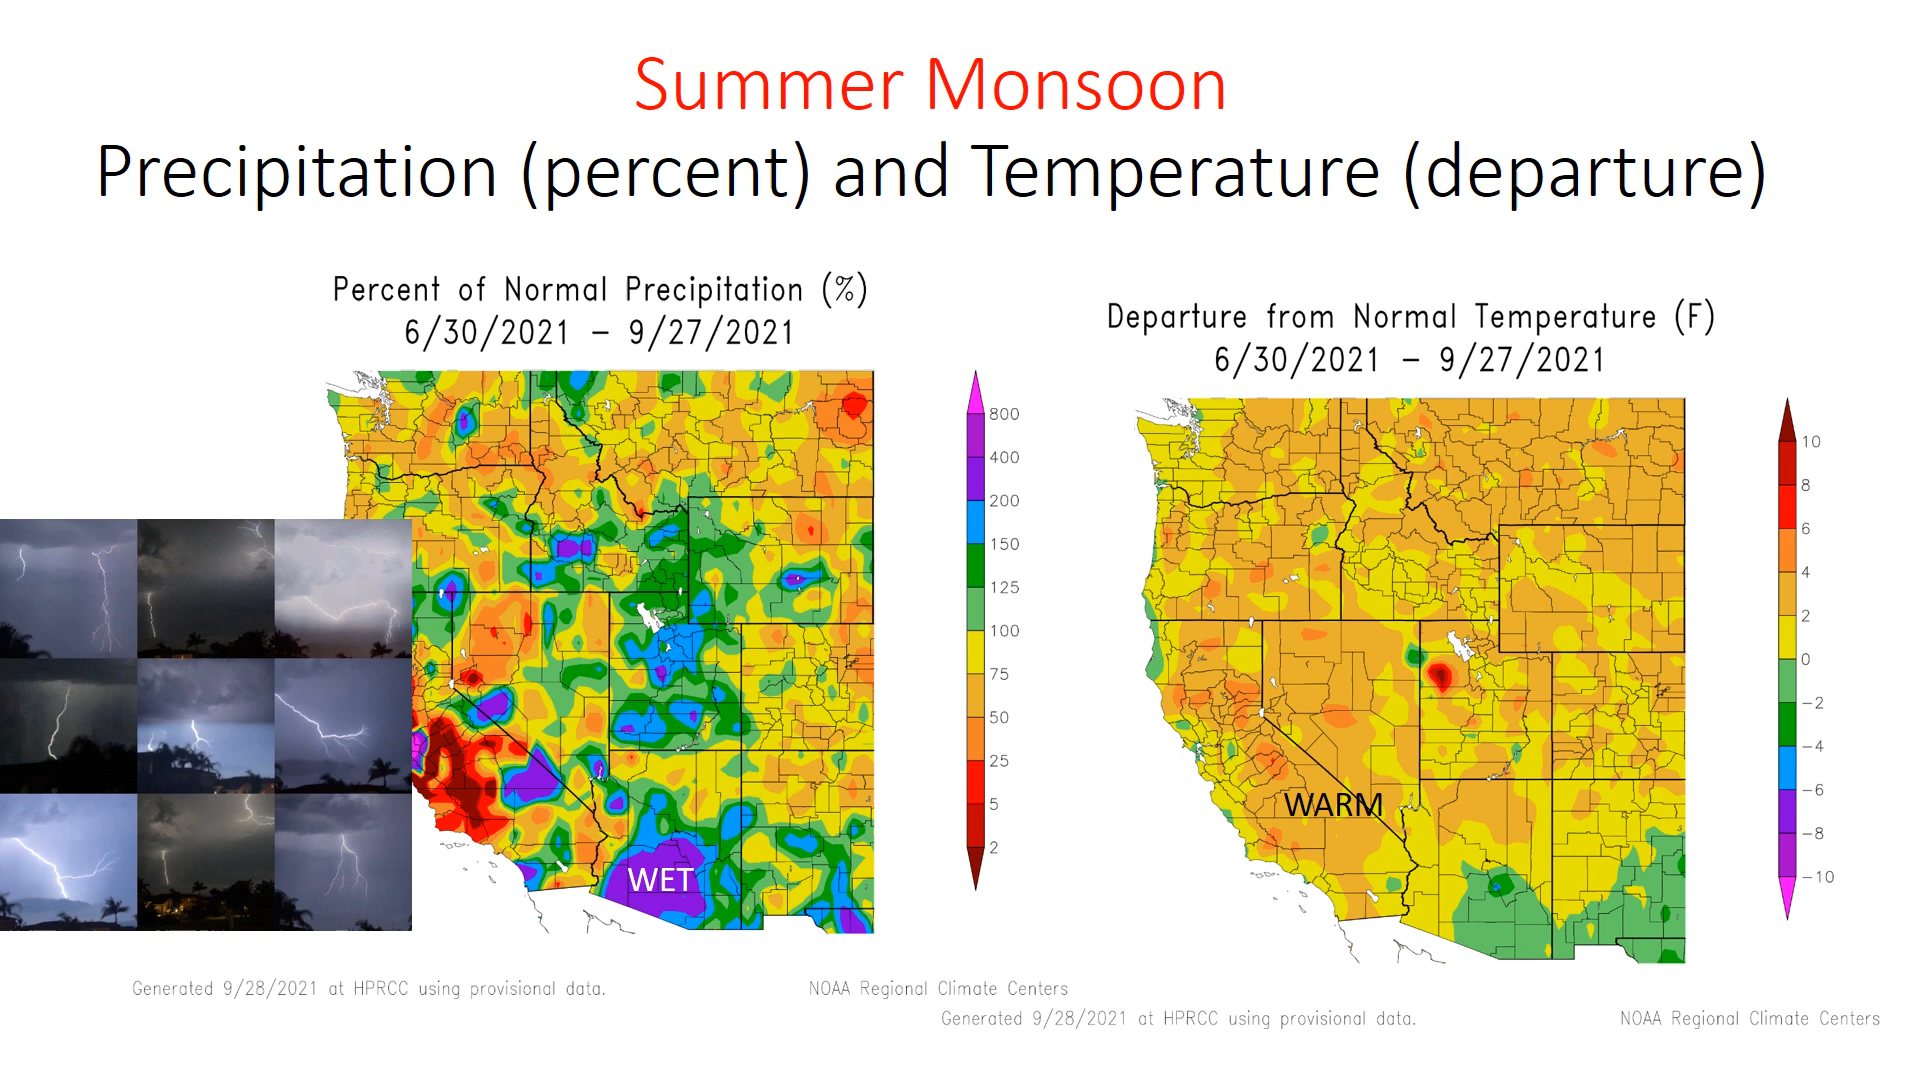 Summer Monsoon
Precipitation (percent) and Temperature (departure)
Percent of Normal Precipitation (%)
6/30/2021 – 9/27/2021
800
400
200
150
125
100
75
50
25
5
2
WET
Generated 9/28/2021 at HPRCC using provisional data.
NOAA Regional Climate Centers
Departure from Normal Temperature (F)
6/30/2021 – 9/27/2021
10
8
6
4
2
0
−2
−4
−6
−8
−10
WARM
Generated 9/28/2021 at HPRCC using provisional data.
NOAA Regional Climate Centers